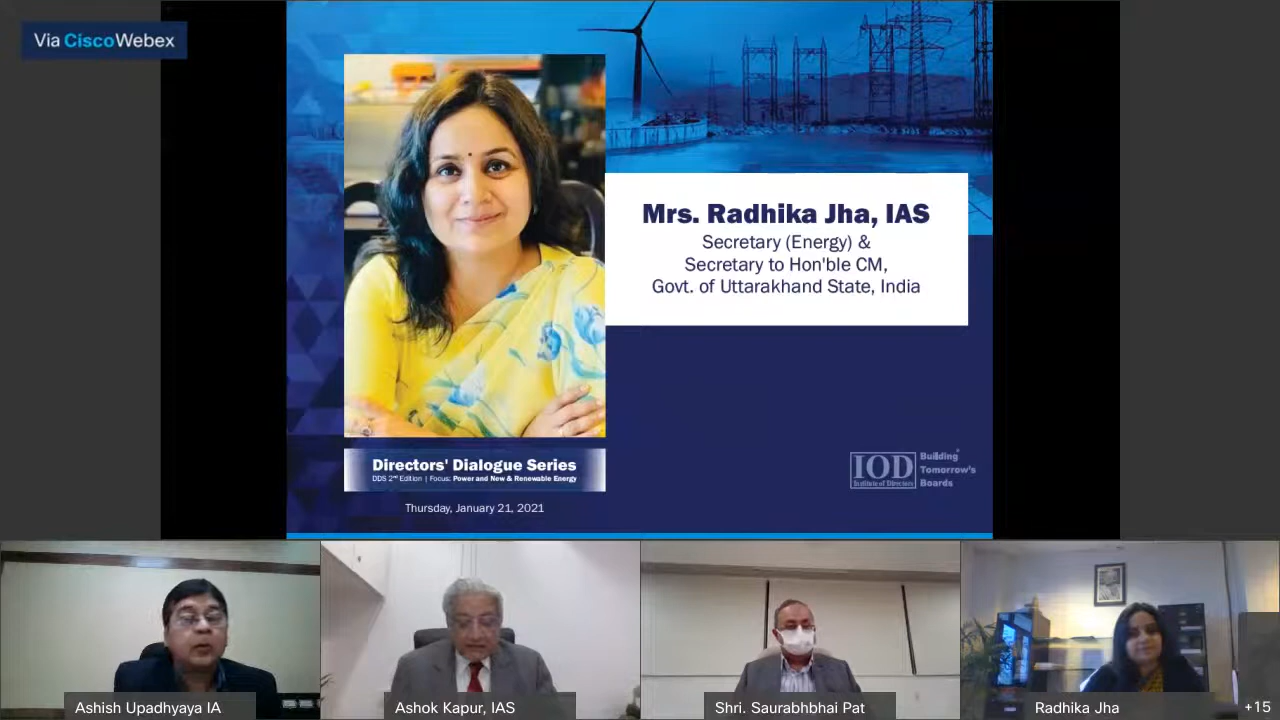 Via CiscoWebex
Mrs. Radhika Jha, IAS
Secretary (Energy) &
Secretary to Hon'ble CM,
Govt. of Uttarakhand State, India
Directors' Dialogue Series
DDS 2nd Edition | Focus: Power and New & Renewable Energy
Thursday, January 21, 2021
IOD
Institute of Directors
Building
Tomorrow's
Boards
Ashish Upadhyaya IA
Ashok Kapur, IAS
Shri. Saurabhbhai Pat
Radhika Jha
+15